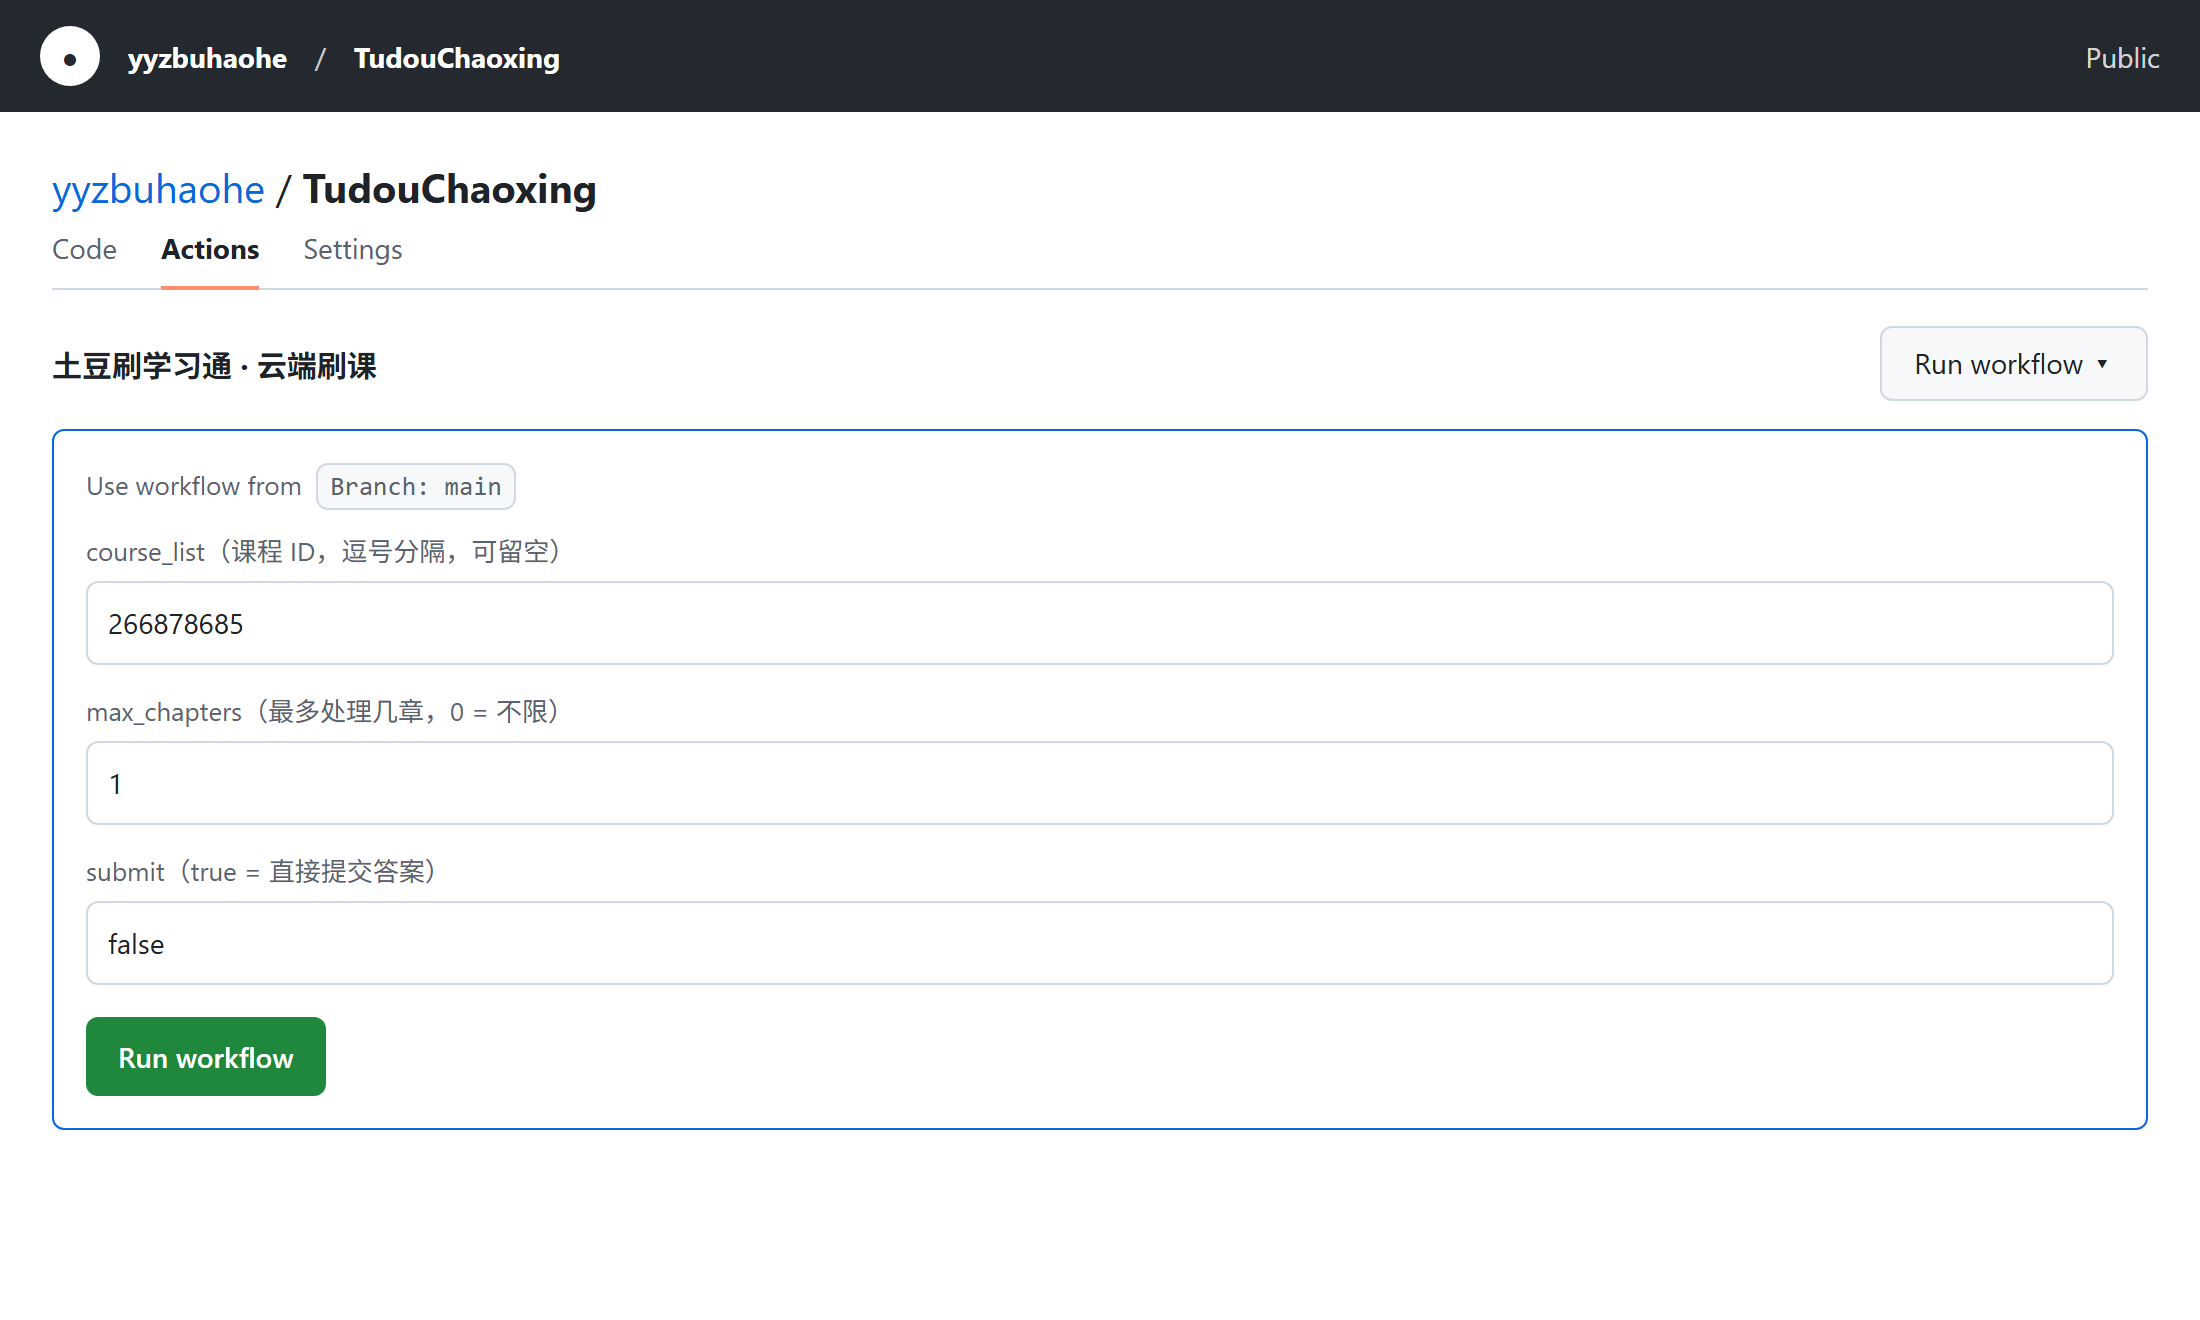 yyzbuhaohe / TudouChaoxing Public
yyzbuhaohe / TudouChaoxing
Code Actions Settings
土豆刷学习通 · 云端刷课 Run workflow ▾
Use workflow from Branch: main
course_list（课程 ID，逗号分隔，可留空）
266878685
max_chapters（最多处理几章，0 = 不限）
1
submit（true = 直接提交答案）
false
Run workflow